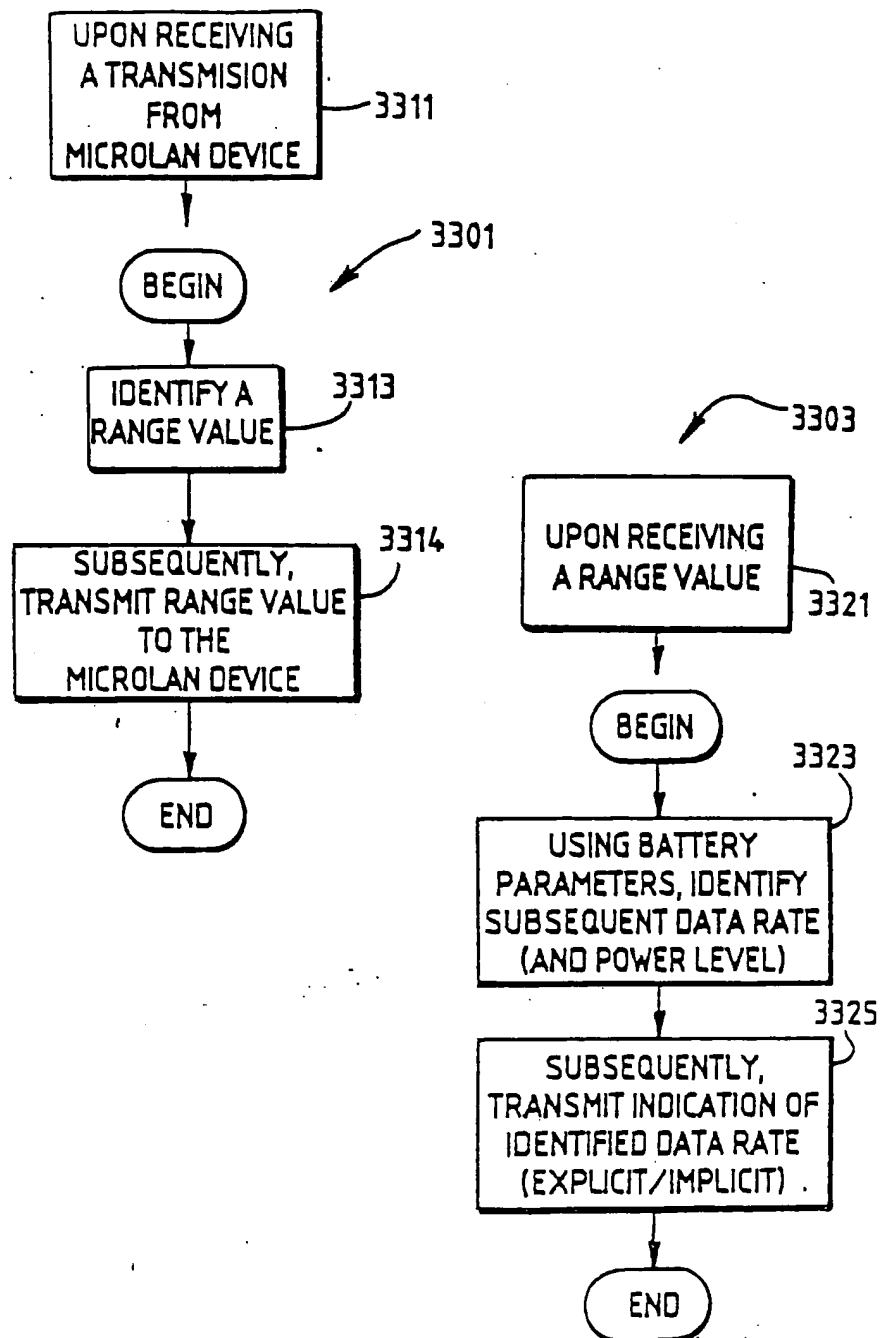 UPON RECEIVING
A TRANSMISION
FROM
MICROLAN DEVICE
3311
3301
BEGIN
IDENTIFY A
RANGE VALUE
3313
SUBSEQUENTLY,
TRANSMIT RANGE VALUE
TO THE
MICROLAN DEVICE
3314
END
3303
UPON RECEIVING
A RANGE VALUE
3321
BEGIN
3323
USING BATTERY
PARAMETERS, IDENTIFY
SUBSEQUENT DATA RATE
(AND POWER LEVEL)
3325
SUBSEQUENTLY,
TRANSMIT INDICATION OF
IDENTIFIED DATA RATE
(EXPLICIT/IMPLICIT)
END